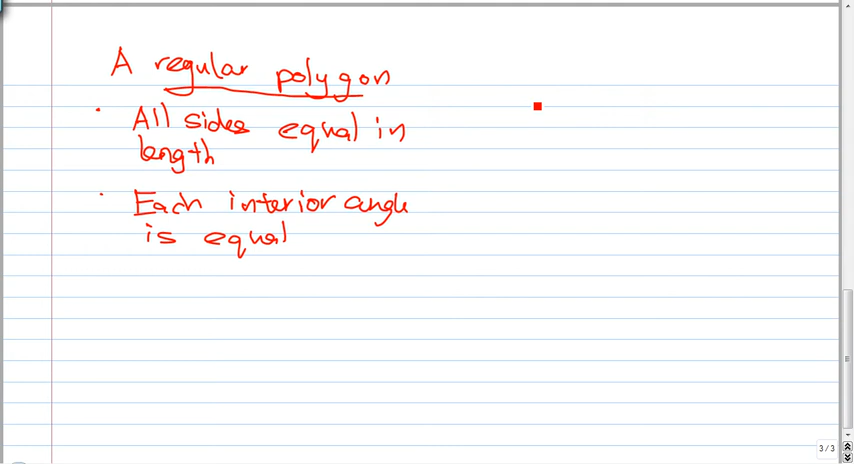 A regular polygon
· All sides equal in
length
· Each interior angle
is equal
3/3